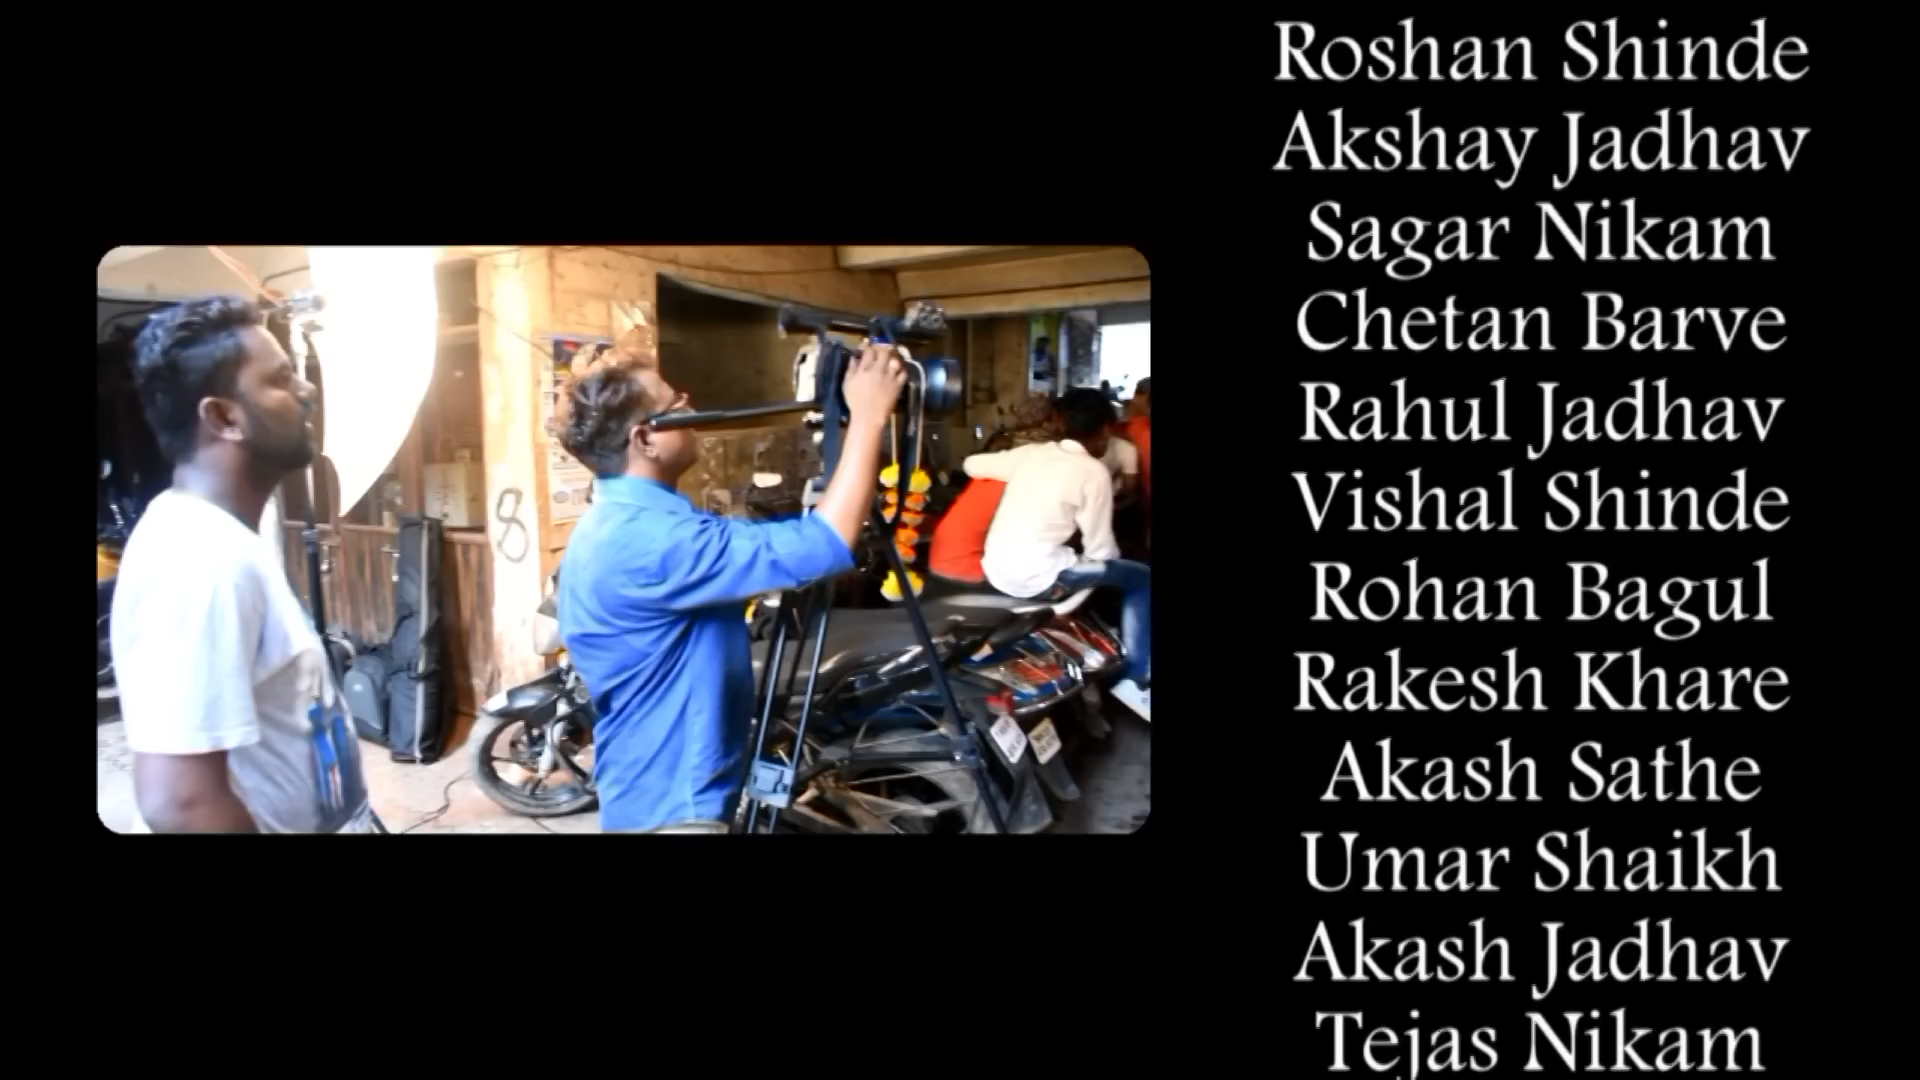 Roshan Shinde
Akshay Jadhav
Sagar Nikam
Chetan Barve
Rahul Jadhav
Vishal Shinde
Rohan Bagul
Rakesh Khare
Akash Sathe
Umar Shaikh
Akash Jadhav
Tejas Nikam
8